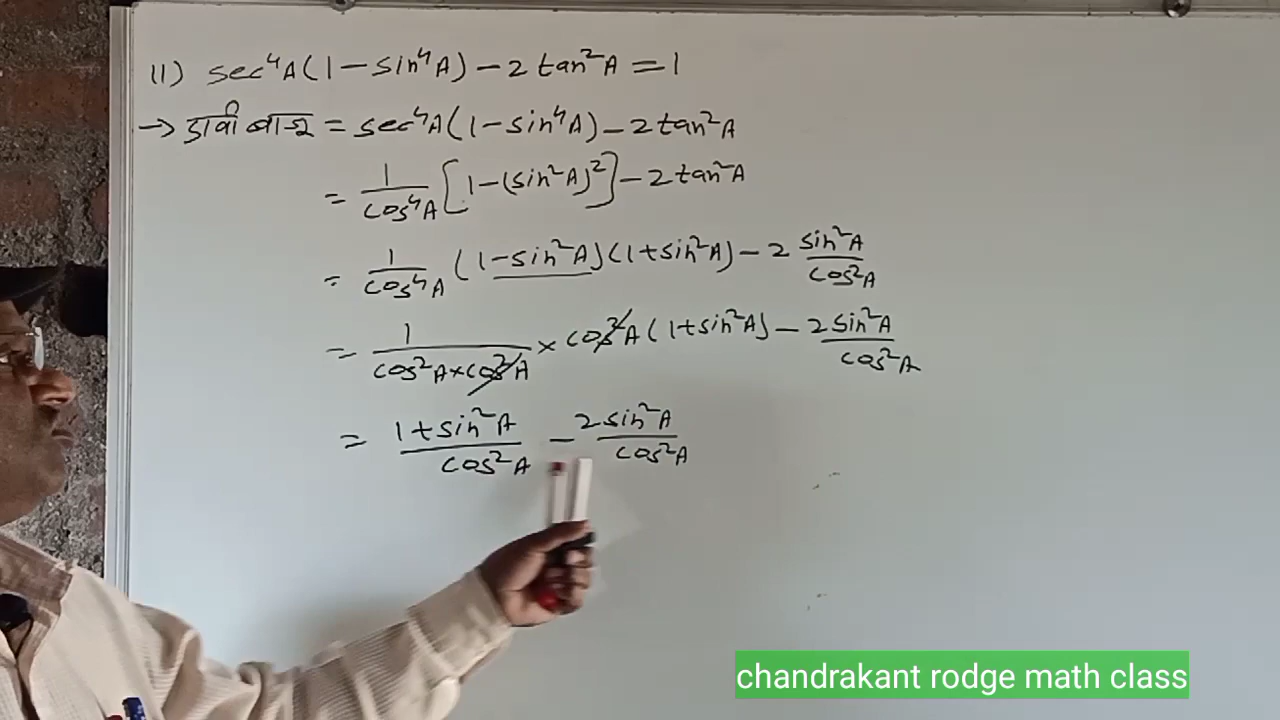 11) sec⁴A(1-sin⁴A)-2tan²A=1
→ डावी बाजू = sec⁴A(1-sin⁴A)-2tan²A
= 1/cos⁴A [1-(sin²A)²]-2tan²A
= 1/cos⁴A (1-sin²A)(1+sin²A)-2 sin²A/cos²A
= 1/cos²A×cos²A × cos²A(1+sin²A)-2sin²A/cos²A
= 1+sin²A/cos²A - 2sin²A/cos²A
chandrakant rodge math class